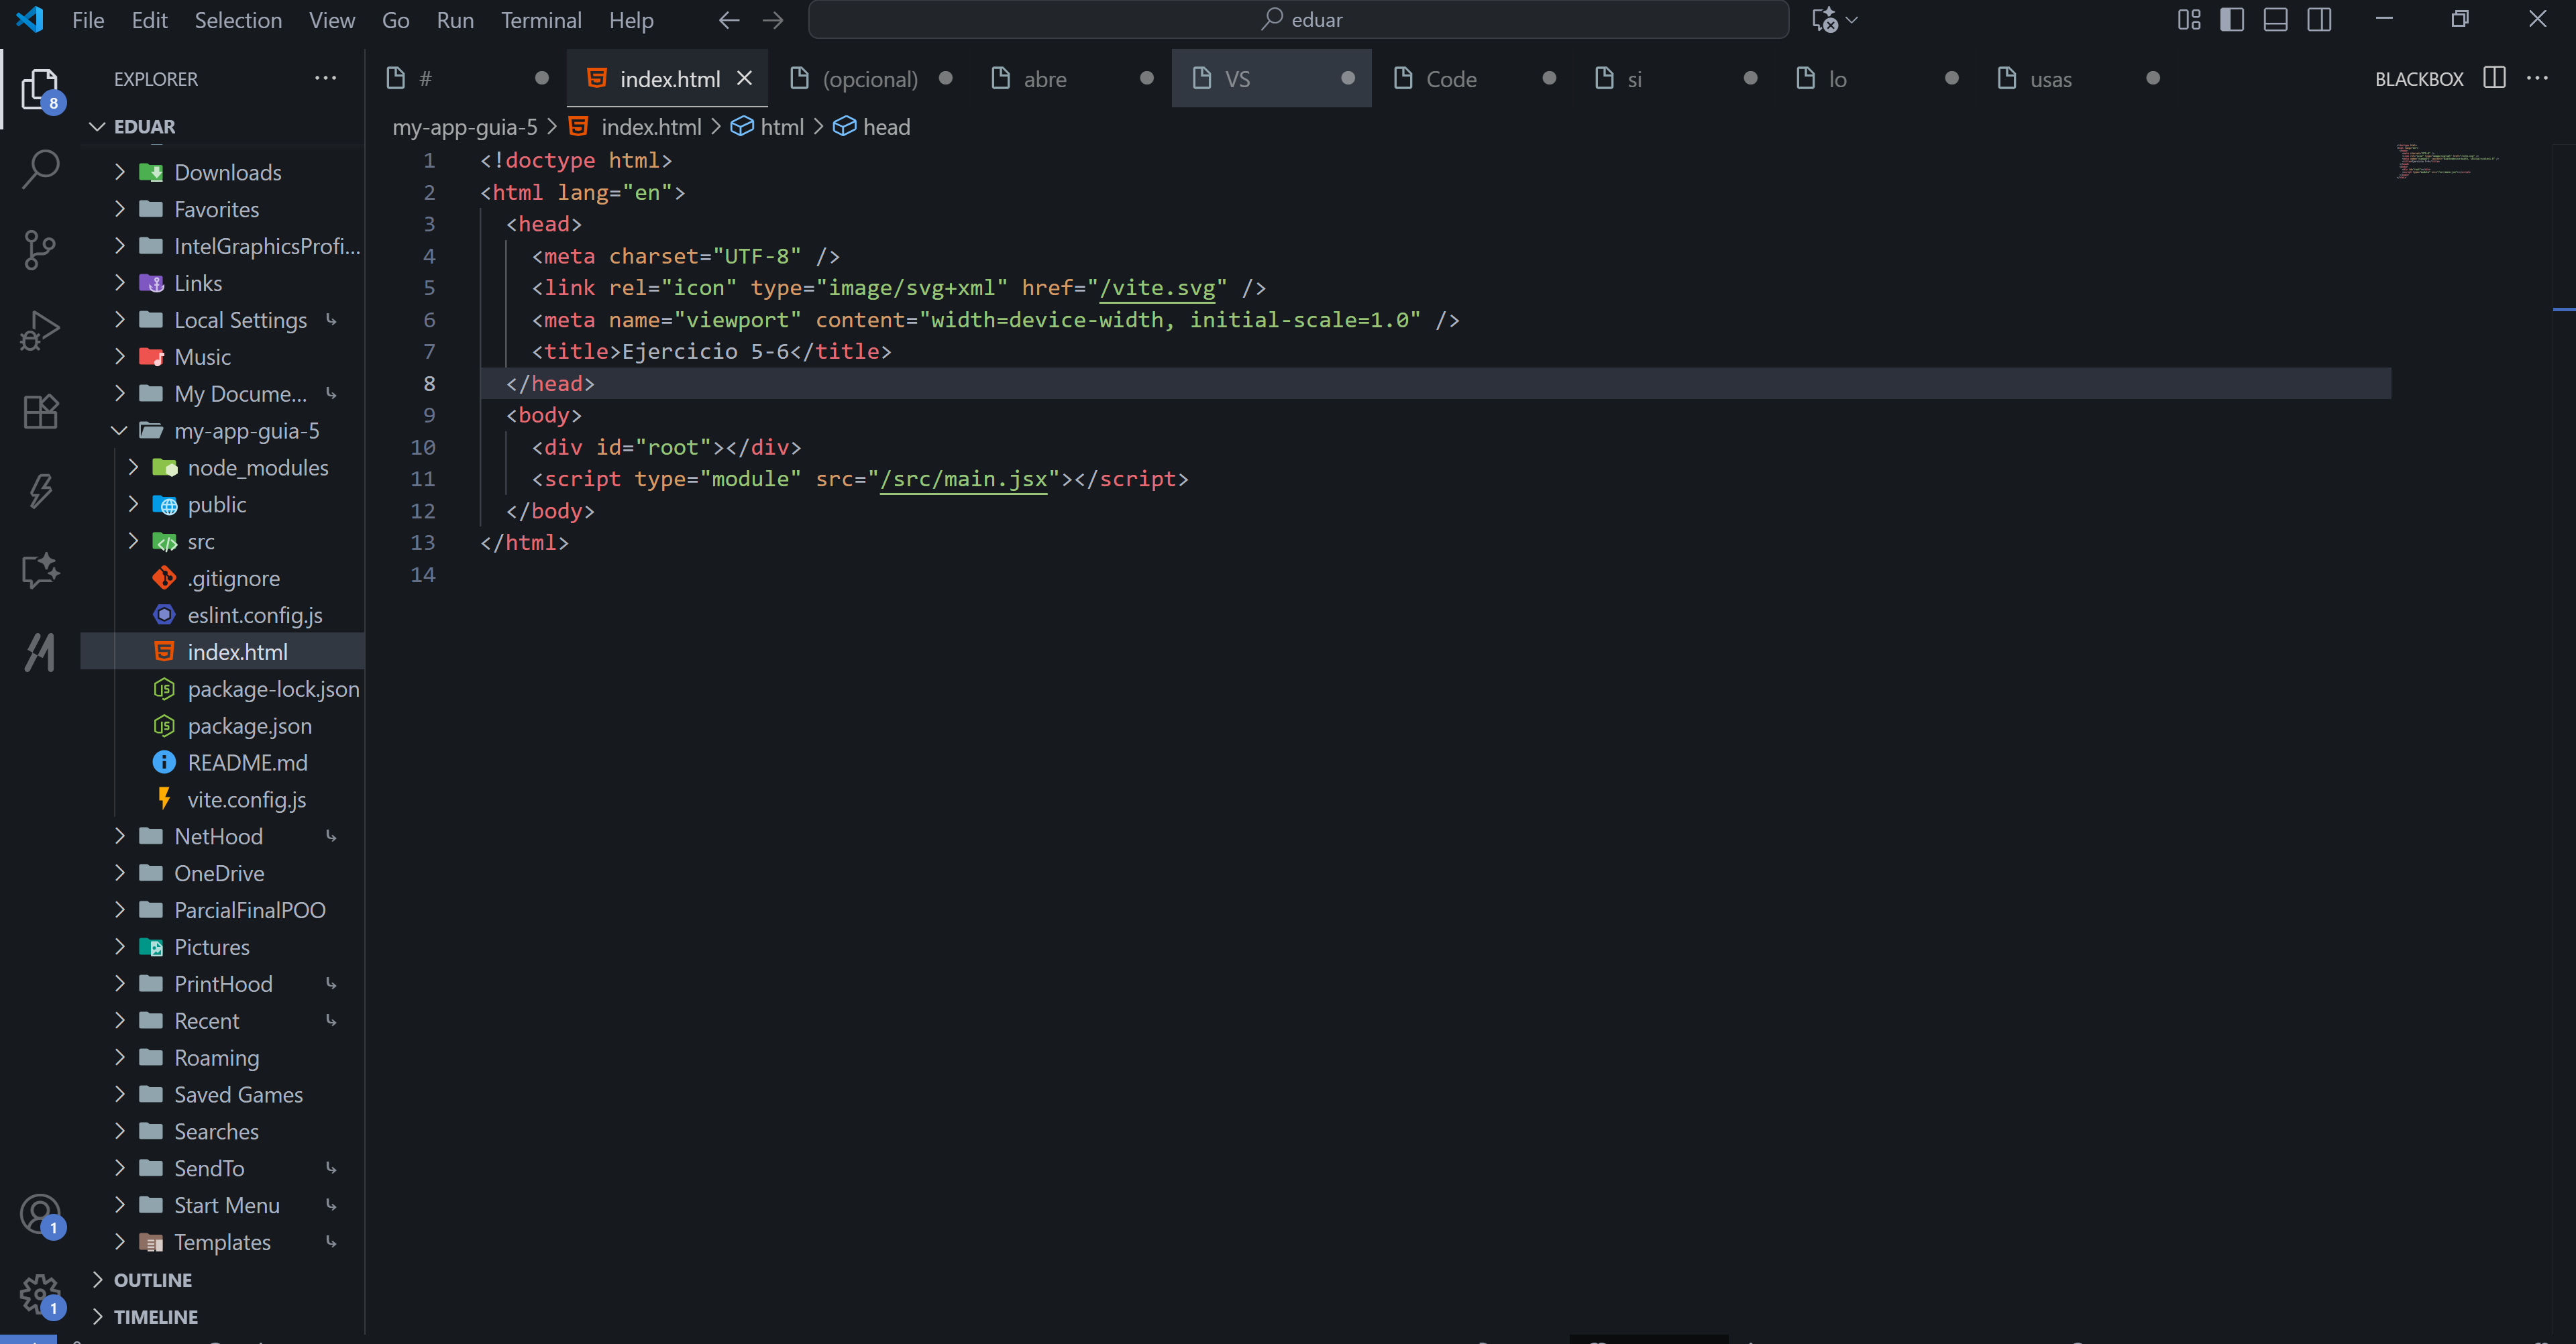 File Edit Selection View Go Run Terminal Help
eduar
EXPLORER
EDUAR
Downloads
Favorites
IntelGraphicsProfi...
Links
Local Settings
Music
My Docume...
my-app-guia-5
node_modules
public
src
.gitignore
eslint.config.js
index.html
package-lock.json
package.json
README.md
vite.config.js
NetHood
OneDrive
ParcialFinalPOO
Pictures
PrintHood
Recent
Roaming
Saved Games
Searches
SendTo
Start Menu
Templates
OUTLINE
TIMELINE
8
1
1
# index.html (opcional) abre VS Code si lo usas BLACKBOX
my-app-guia-5 > index.html > html > head
1 <!doctype html>
2 <html lang="en">
3 <head>
4 <meta charset="UTF-8" />
5 <link rel="icon" type="image/svg+xml" href="/vite.svg" />
6 <meta name="viewport" content="width=device-width, initial-scale=1.0" />
7 <title>Ejercicio 5-6</title>
8 </head>
9 <body>
10 <div id="root"></div>
11 <script type="module" src="/src/main.jsx"></script>
12 </body>
13 </html>
14